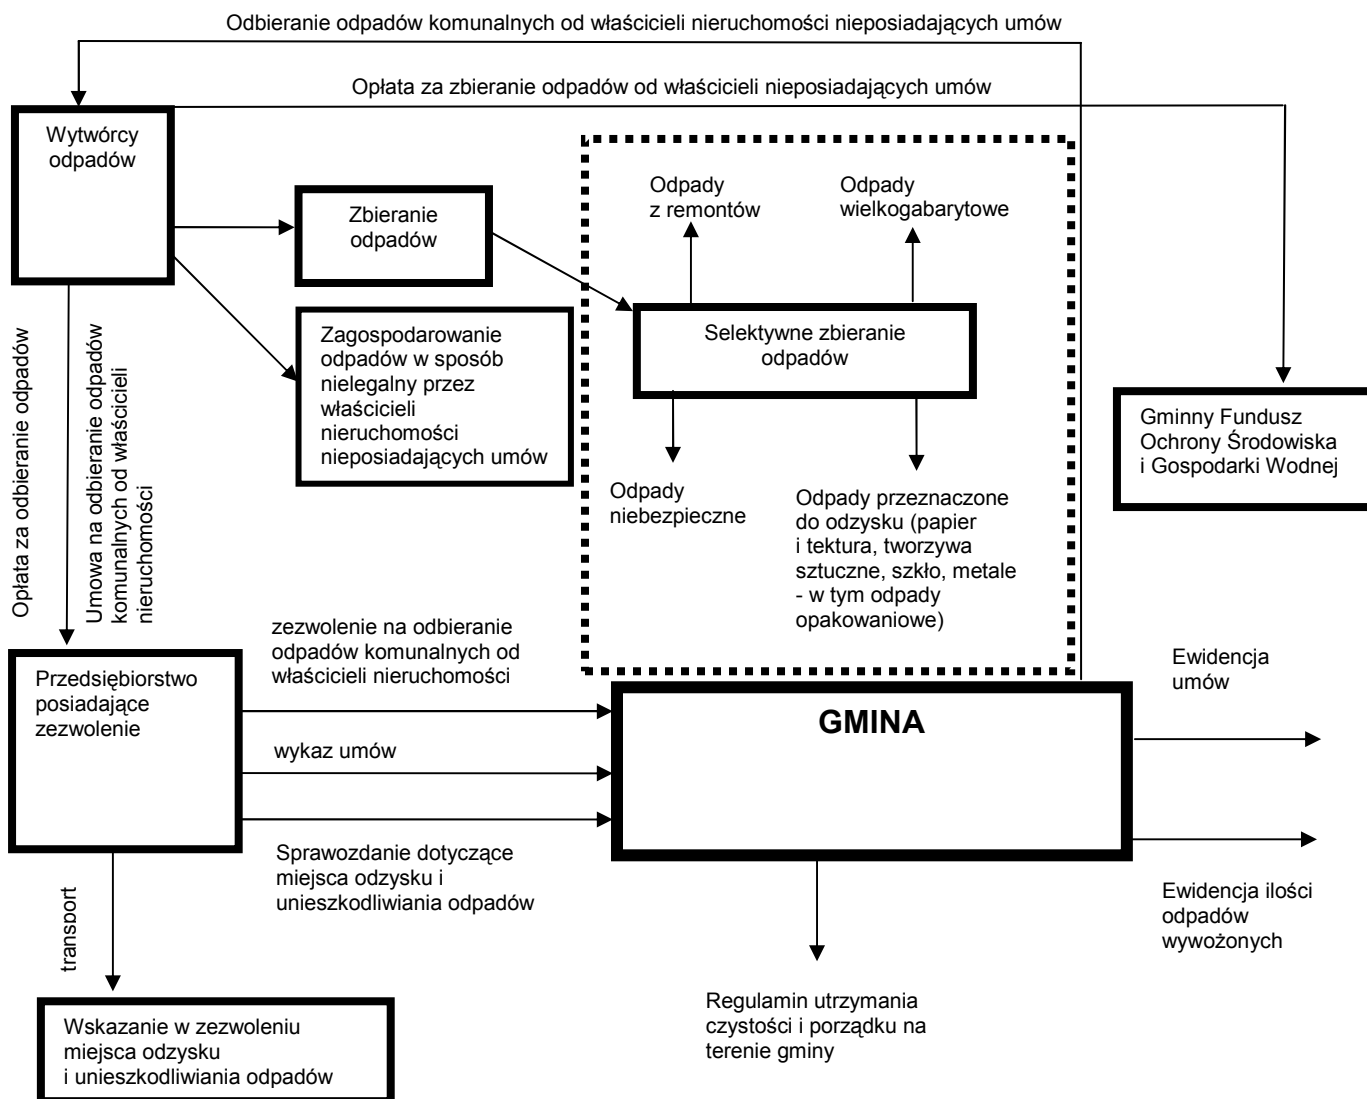 Odbieranie odpadów komunalnych od właścicieli nieruchomości nieposiadających umów
Opłata za zbieranie odpadów od właścicieli nieposiadających umów
Wytwórcy
odpadów
Zbieranie
odpadów
Odpady
z remontów
Odpady
wielkogabarytowe
Selektywne zbieranie
odpadów
Zagospodarowanie
odpadów w sposób
nielegalny przez
właścicieli
nieruchomości
nieposiadających umów
Gminny Fundusz
Ochrony Środowiska
i Gospodarki Wodnej
Odpady
niebezpieczne
Odpady przeznaczone
do odzysku (papier
i tektura, tworzywa
sztuczne, szkło, metale
- w tym odpady
opakowaniowe)
Opłata za odbieranie odpadów
Umowa na odbieranie odpadów
komunalnych od właścicieli
nieruchomości
Przedsiębiorstwo
posiadające
zezwolenie
zezwolenie na odbieranie
odpadów komunalnych od
właścicieli nieruchomości
wykaz umów
Sprawozdanie dotyczące
miejsca odzysku i
unieszkodliwiania odpadów
GMINA
Ewidencja
umów
Ewidencja ilości
odpadów
wywożonych
transport
Wskazanie w zezwoleniu
miejsca odzysku
i unieszkodliwiania odpadów
Regulamin utrzymania
czystości i porządku na
terenie gminy